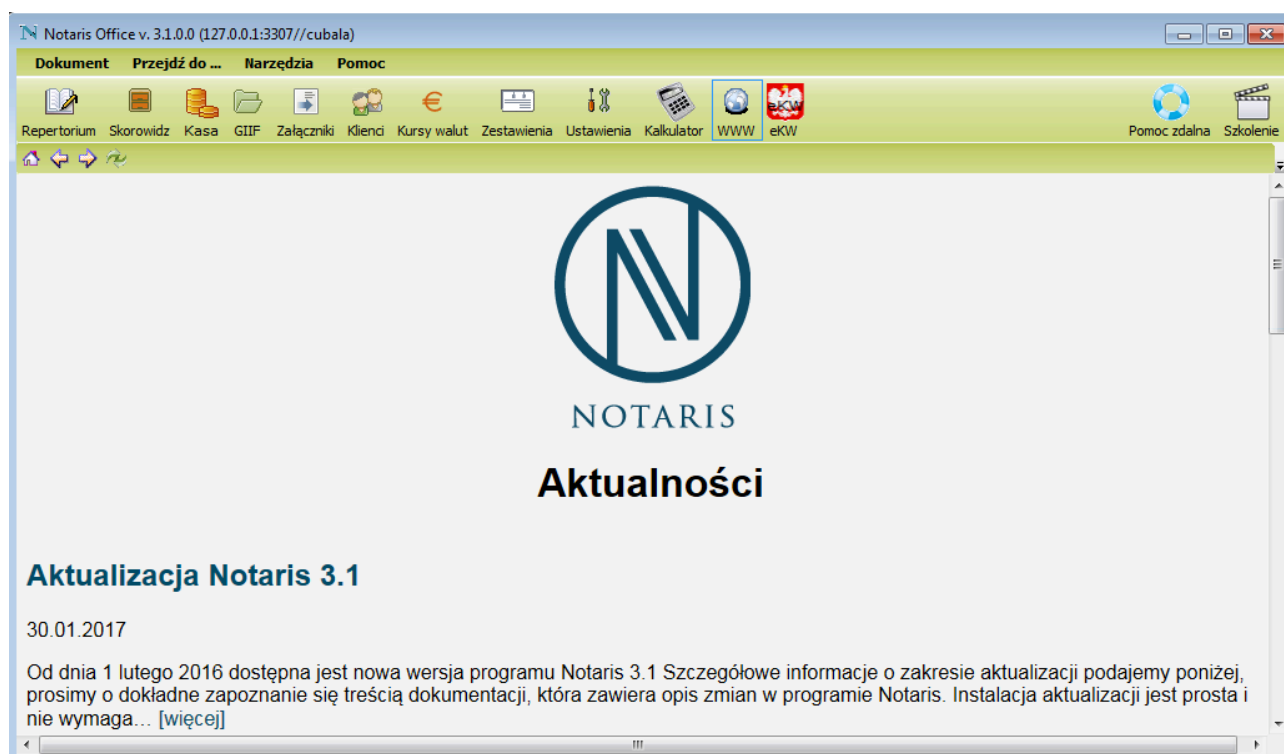 Notaris Office v. 3.1.0.0 (127.0.0.1:3307//cubala)
Dokument Przejdź do ... Narzędzia Pomoc
Repertorium Skorowidz Kasa GIIF Załączniki Klienci Kursy walut Zestawienia Ustawienia Kalkulator WWW eKW Pomoc zdalna Szkolenie
NOTARIS
Aktualności
Aktualizacja Notaris 3.1
30.01.2017
Od dnia 1 lutego 2016 dostępna jest nowa wersja programu Notaris 3.1 Szczegółowe informacje o zakresie aktualizacji podajemy poniżej,
prosimy o dokładne zapoznanie się treścią dokumentacji, która zawiera opis zmian w programie Notaris. Instalacja aktualizacji jest prosta i
nie wymaga… [więcej]